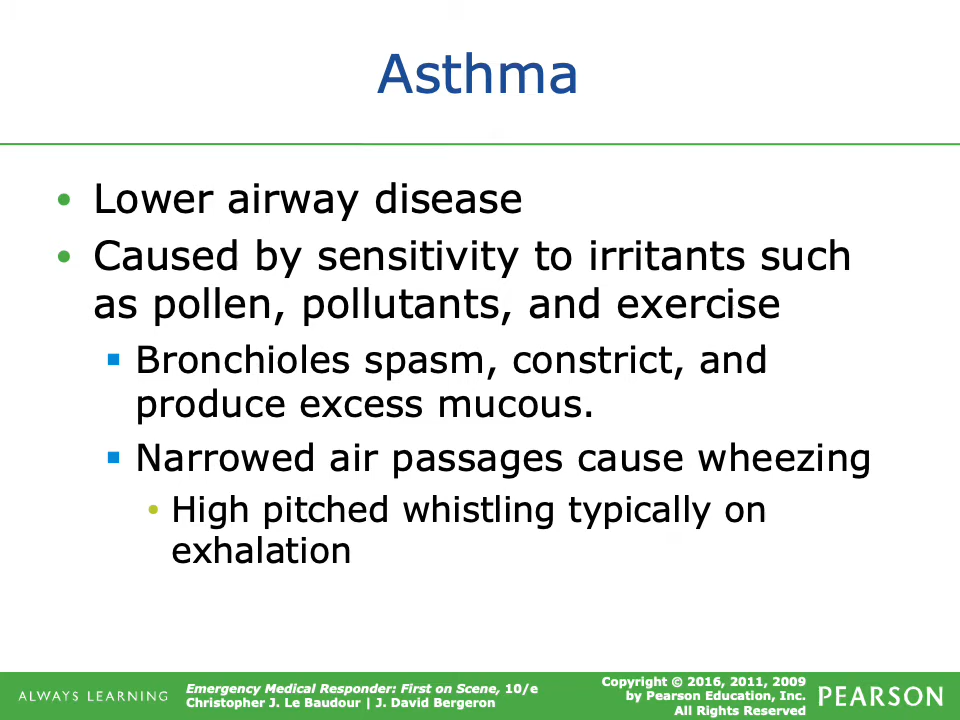 Asthma
• Lower airway disease
• Caused by sensitivity to irritants such
as pollen, pollutants, and exercise
▪ Bronchioles spasm, constrict, and
produce excess mucous.
▪ Narrowed air passages cause wheezing
• High pitched whistling typically on
exhalation
ALWAYS LEARNING
Emergency Medical Responder: First on Scene, 10/e
Christopher J. Le Baudour | J. David Bergeron
Copyright © 2016, 2011, 2009
by Pearson Education, Inc.
All Rights Reserved
PEARSON